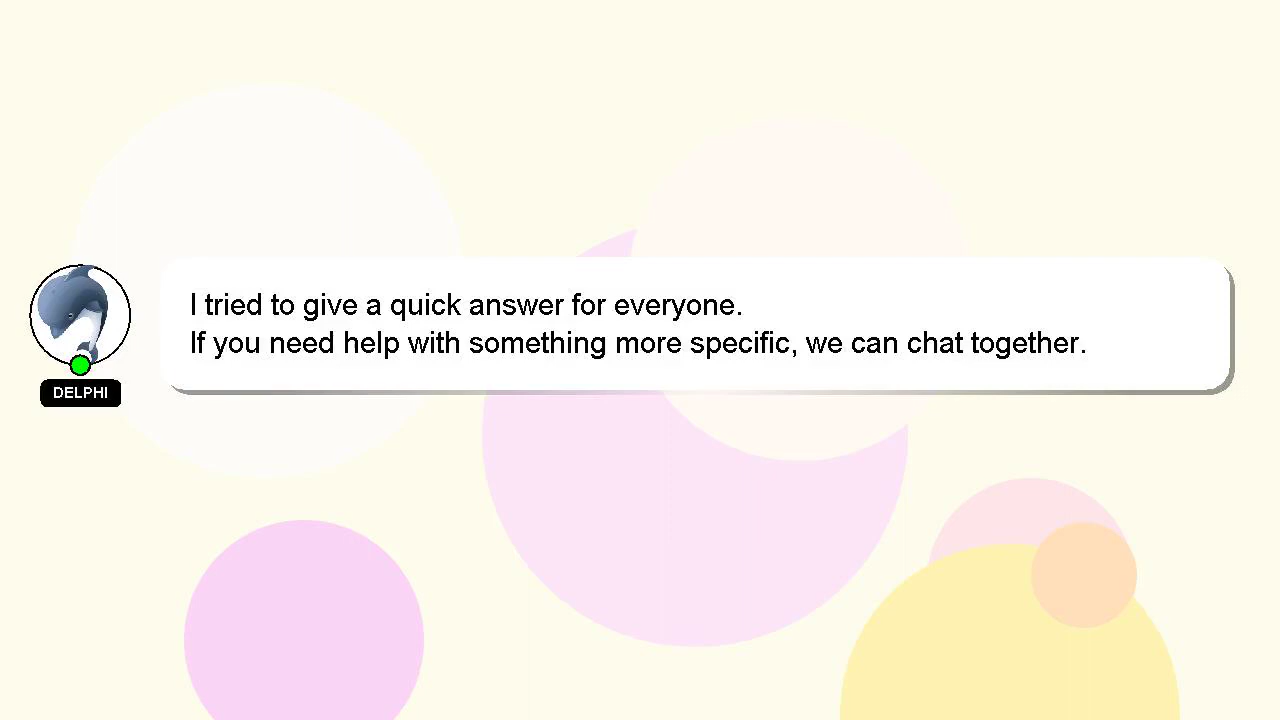 I tried to give a quick answer for everyone.
If you need help with something more specific, we can chat together.
DELPHI